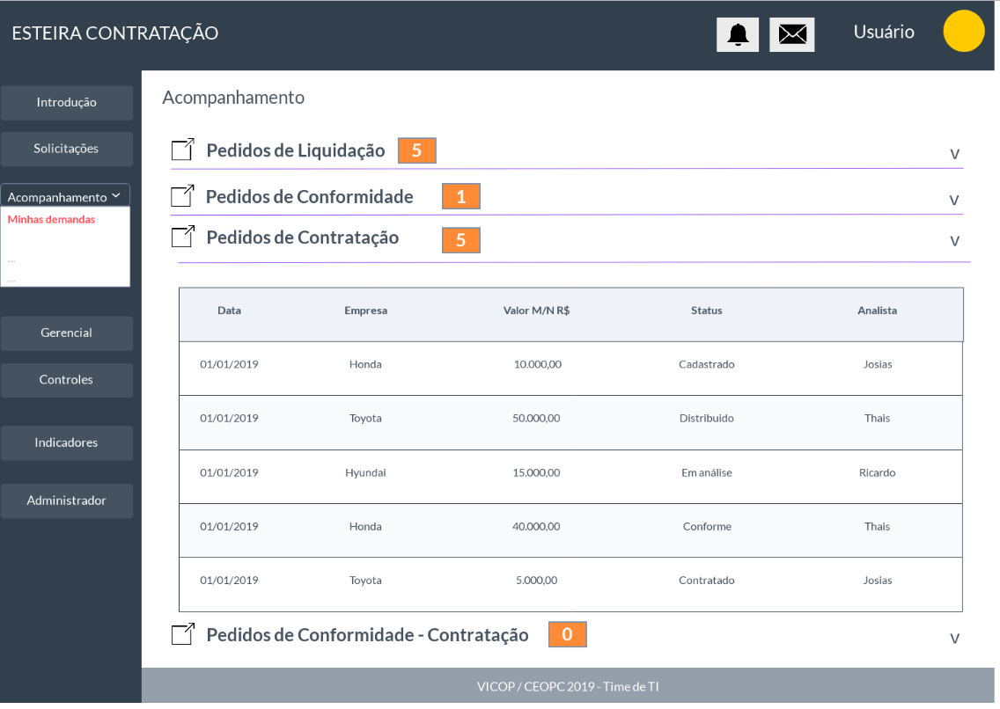 ESTEIRA CONTRATAÇÃO
Usuário
Introdução
Solicitações
Acompanhamento
Minhas demandas
...
...
Gerencial
Controles
Indicadores
Administrador
Acompanhamento
Pedidos de Liquidação 5 v
Pedidos de Conformidade 1 v
Pedidos de Contratação 5 v
Data Empresa Valor M/N R$ Status Analista
01/01/2019 Honda 10.000,00 Cadastrado Josias
01/01/2019 Toyota 50.000,00 Distribuido Thais
01/01/2019 Hyundai 15.000,00 Em análise Ricardo
01/01/2019 Honda 40.000,00 Conforme Thais
01/01/2019 Toyota 5.000,00 Contratado Josias
Pedidos de Conformidade - Contratação 0 v
VICOP / CEOPC 2019 - Time de TI